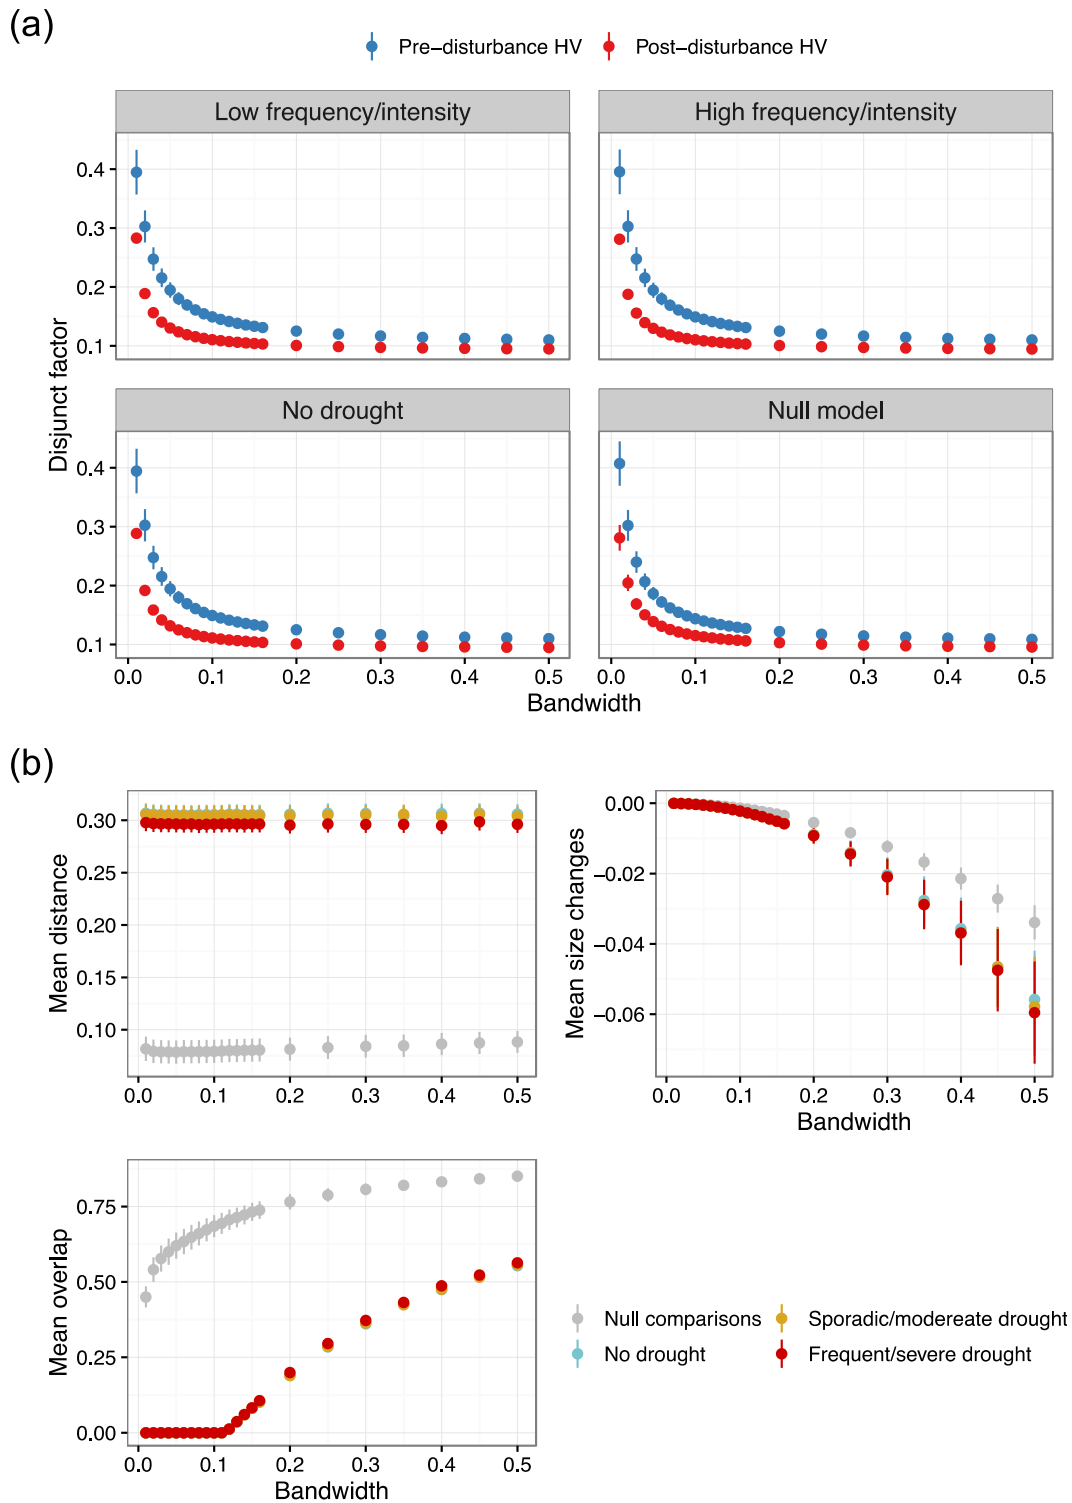 (a)
Pre−disturbance HV Post−disturbance HV
Low frequency/intensity High frequency/intensity
0.4
0.3
0.2
0.1
No drought Null model
0.4
0.3
0.2
0.1
Disjunct factor
0.0 0.1 0.2 0.3 0.4 0.5 0.0 0.1 0.2 0.3 0.4 0.5
Bandwidth
(b)
0.30
0.25
0.20
0.15
0.10
Mean distance
0.0 0.1 0.2 0.3 0.4 0.5
0.00
−0.02
−0.04
−0.06
Mean size changes
0.0 0.1 0.2 0.3 0.4 0.5
Bandwidth
0.75
0.50
0.25
0.00
Mean overlap
0.0 0.1 0.2 0.3 0.4 0.5
Bandwidth
Null comparisons Sporadic/modereate drought
No drought Frequent/severe drought